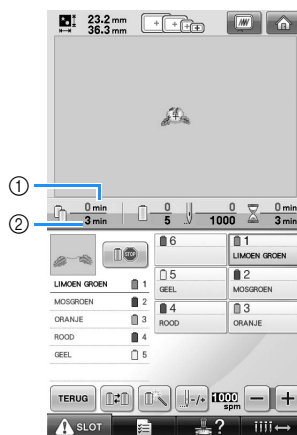 23.2 mm
36.3 mm
① 0 min 0 0 0 min
② 3 min 5 1000 3 min
LIMOEN GROEN 1
MOSGROEN 2
ORANJE 3
ROOD 4
GEEL 5
6
1
LIMOEN GROEN
5
GEEL
2
MOSGROEN
4
ROOD
3
ORANJE
STOP
TERUG -/+ 1000 spm - +
SLOT ?